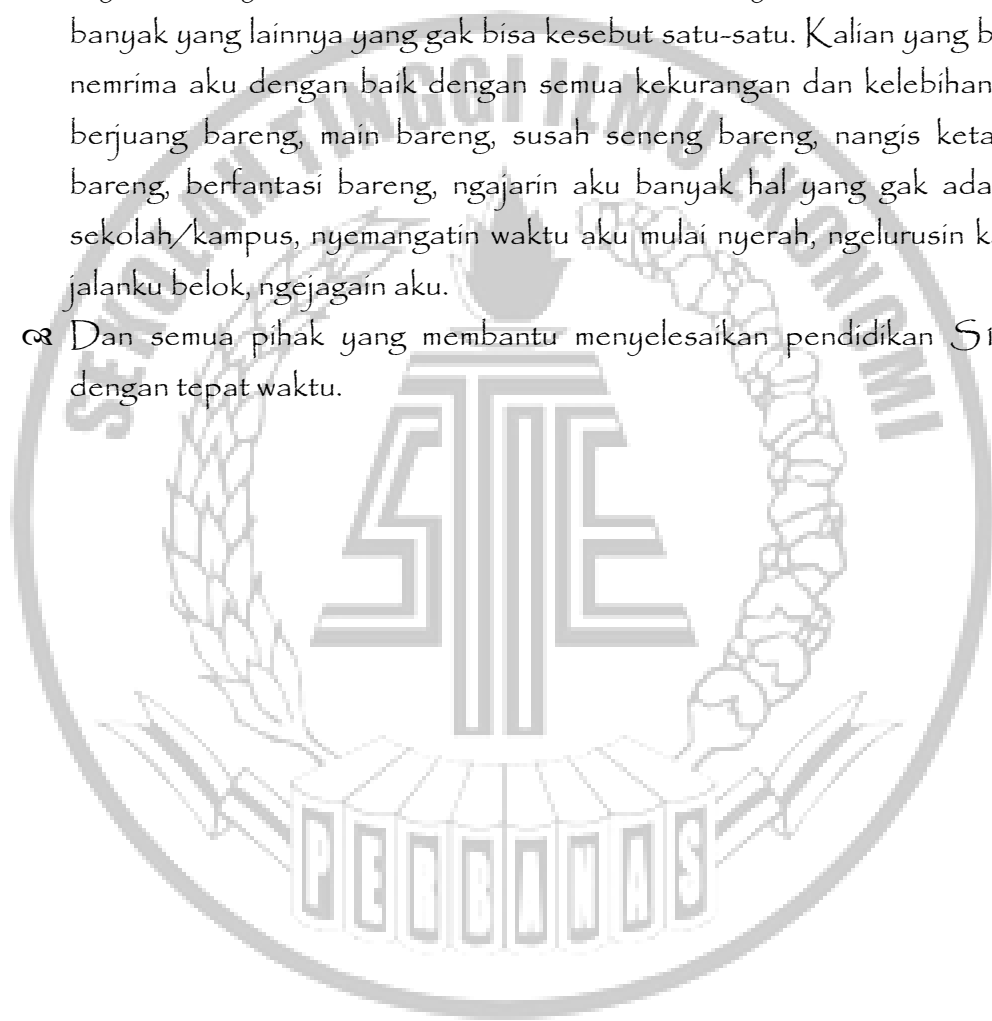 banyak yang lainnya yang gak bisa kesebut satu-satu. Kalian yang
nemrima aku dengan baik dengan semua kekurangan dan kelebihan
berjuang bareng, main bareng, susah seneng bareng, nangis
bareng, berfantasi bareng, ngajarin aku banyak hal yang gak ada
sekolah/kampus, nyemangatin waktu aku mulai nyerah, ngelurusin
jalanku belok, ngejagain aku.
Dan semua pihak yang membantu menyelesaikan pendidikan S1
dengan tepat waktu.
SEKOLAH TINGGI ILMU EKONOMI
STIE
PERBANAS